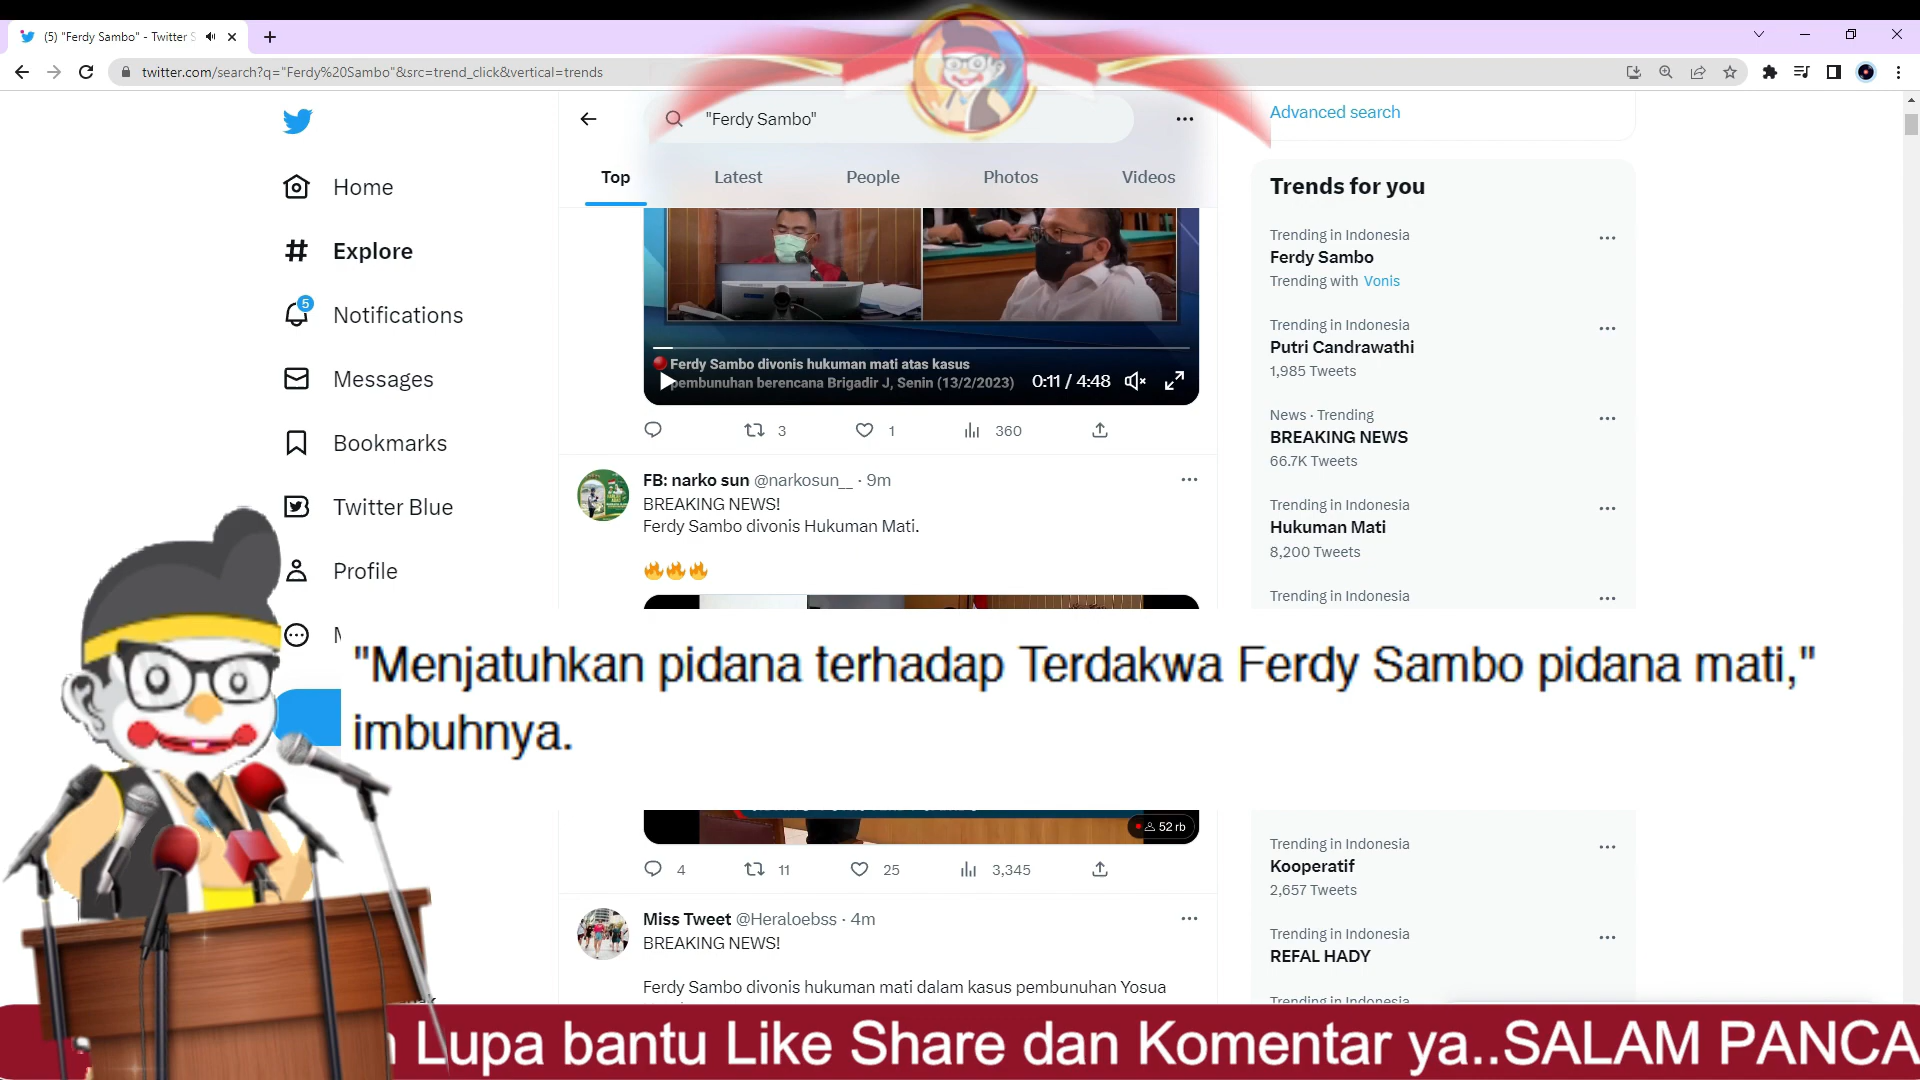 (5) "Ferdy Sambo" - Twitter S
twitter.com/search?q="Ferdy%20Sambo"&src=trend_click&vertical=trends
Home
Explore
5
Notifications
Messages
Bookmarks
Twitter Blue
Profile
"Ferdy Sambo"
Top Latest People Photos Videos
Ferdy Sambo divonis hukuman mati atas kasus
pembunuhan berencana Brigadir J, Senin (13/2/2023)
0:11 / 4:48
3 1 360
FB: narko sun @narkosun__ · 9m
BREAKING NEWS!
Ferdy Sambo divonis Hukuman Mati.
"Menjatuhkan pidana terhadap Terdakwa Ferdy Sambo pidana mati,"
imbuhnya.
52 rb
4 11 25 3,345
Miss Tweet @Heraloebss · 4m
BREAKING NEWS!
Ferdy Sambo divonis hukuman mati dalam kasus pembunuhan Yosua
Advanced search
Trends for you
Trending in Indonesia
Ferdy Sambo
Trending with Vonis
Trending in Indonesia
Putri Candrawathi
1,985 Tweets
News · Trending
BREAKING NEWS
66.7K Tweets
Trending in Indonesia
Hukuman Mati
8,200 Tweets
Trending in Indonesia
Trending in Indonesia
Kooperatif
2,657 Tweets
Trending in Indonesia
REFAL HADY
Trending in Indonesia
Lupa bantu Like Share dan Komentar ya..SALAM PANCA